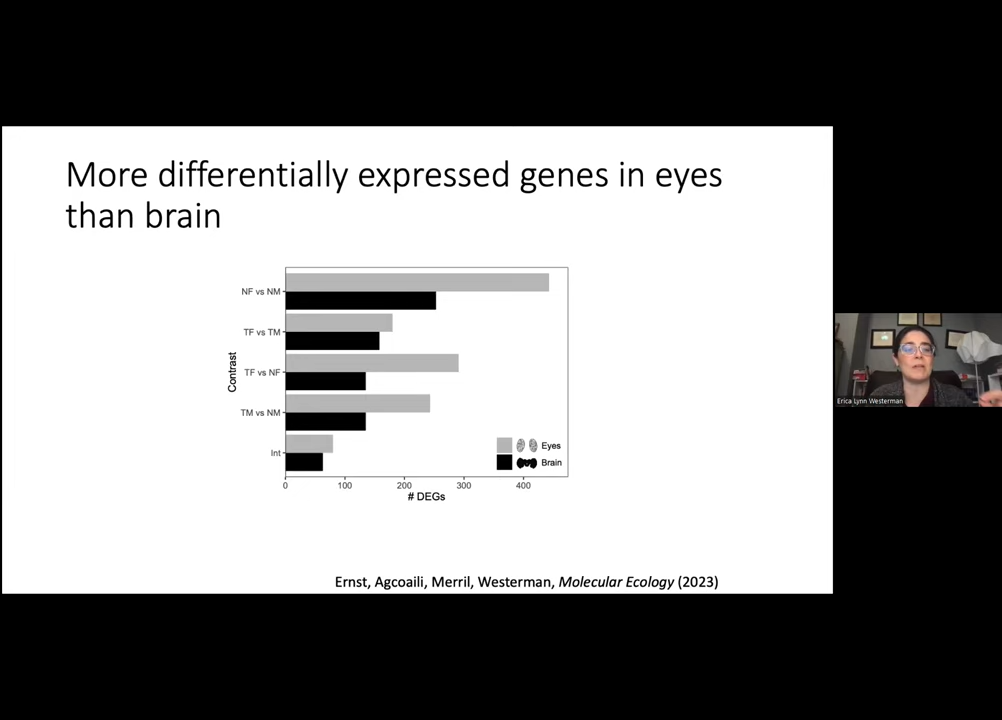 More differentially expressed genes in eyes
than brain
Contrast
NF vs NM
TF vs TM
TF vs NF
TM vs NM
Int
Eyes
Brain
0 100 200 300 400
# DEGs
Ernst, Agcoaili, Merril, Westerman, Molecular Ecology (2023)
Erica Lynn Westerman